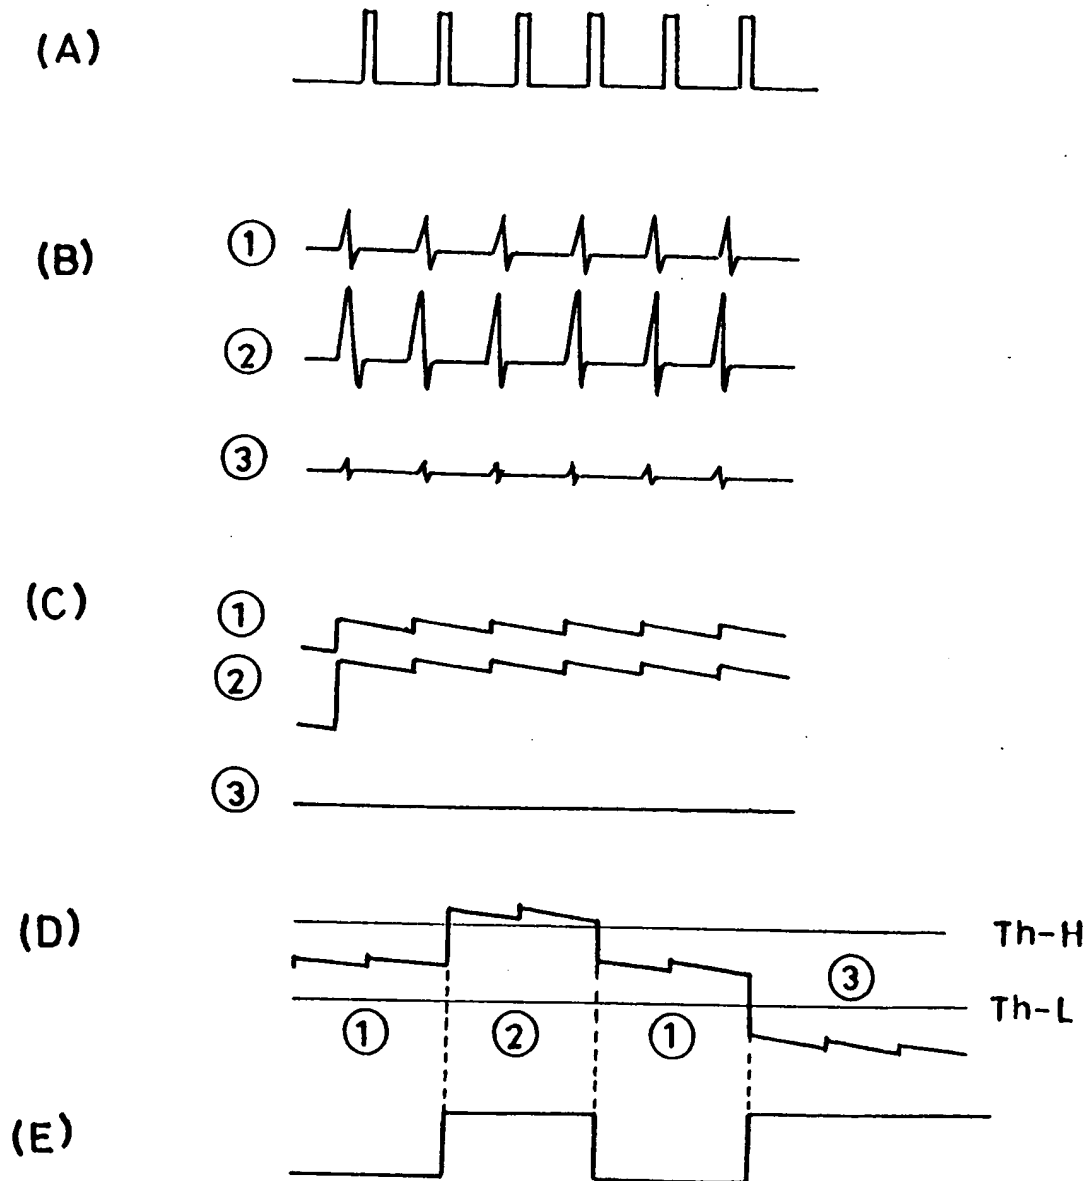 (A)
(B)
①
②
③
(C)
①
②
③
(D)
Th-H
③
Th-L
①
②
①
(E)